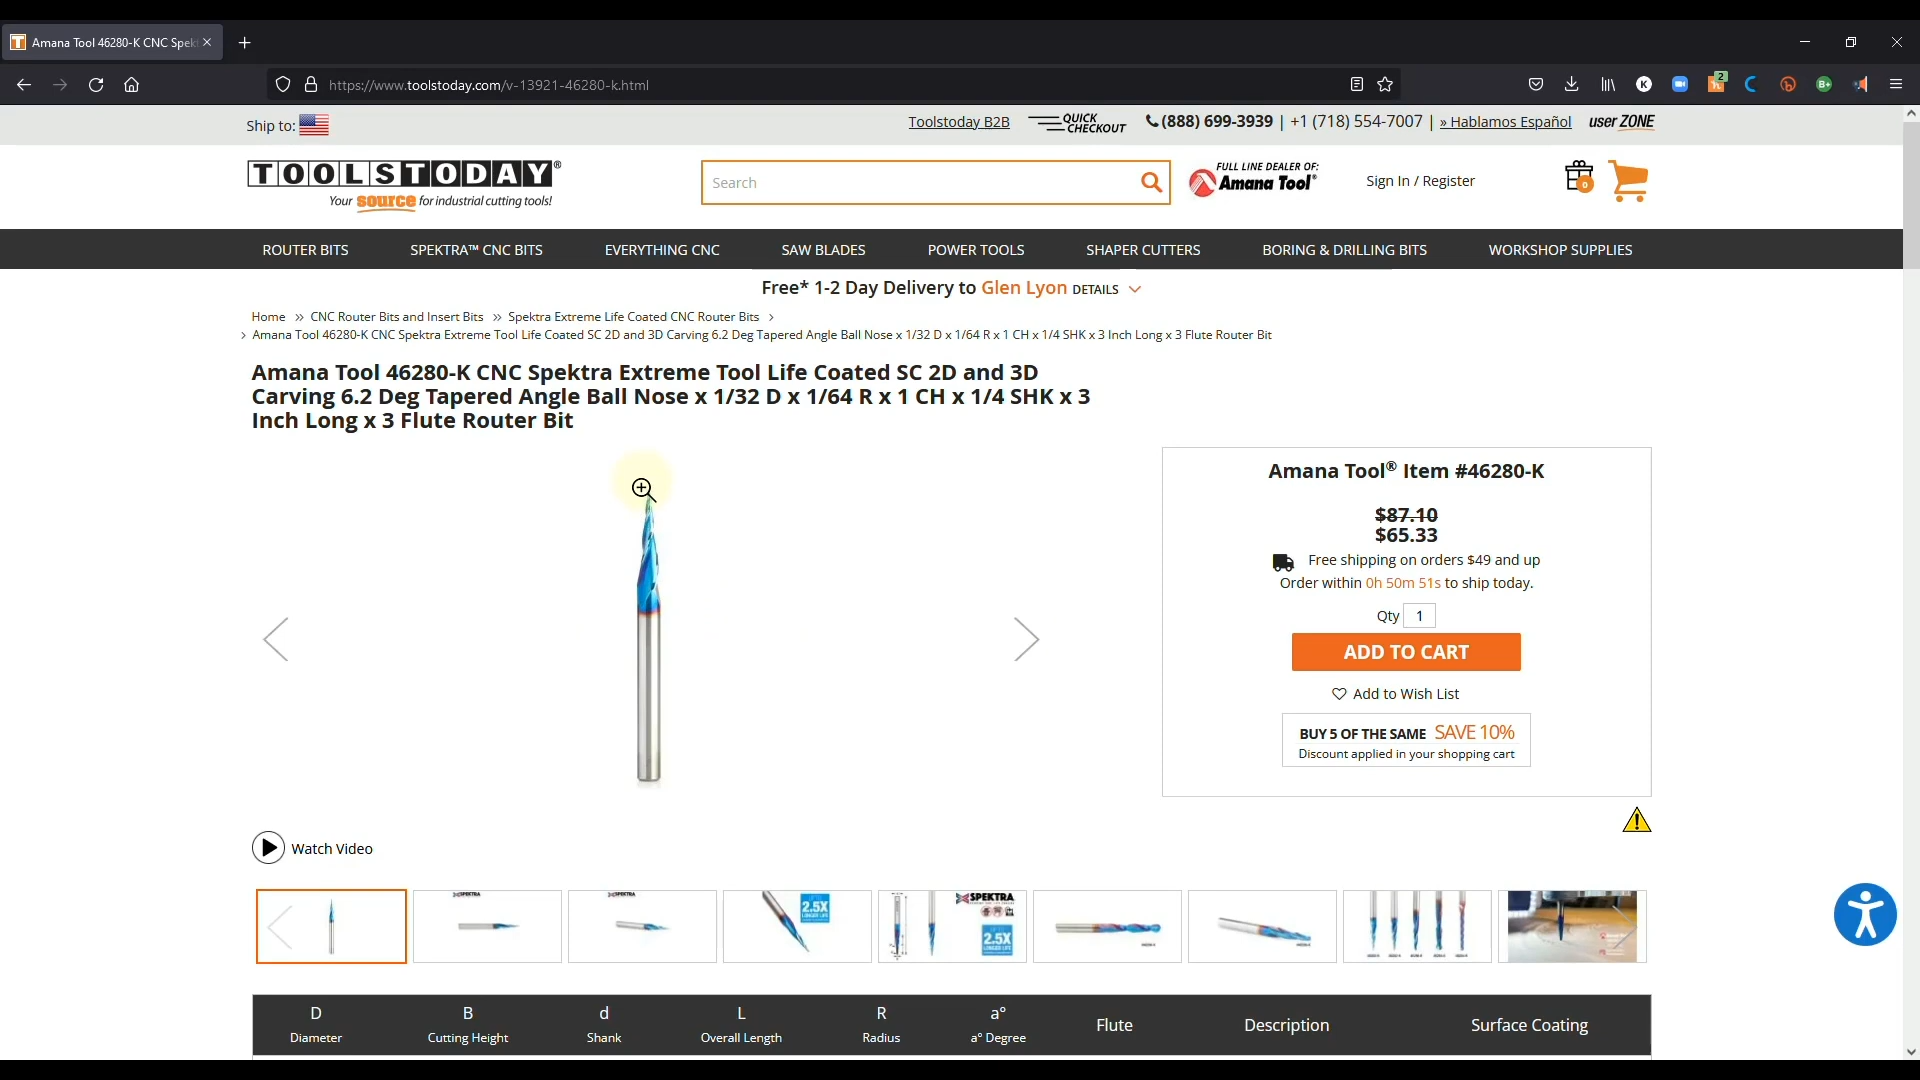 Amana Tool 46280-K CNC Spek
https://www.toolstoday.com/v-13921-46280-k.html
2
K
B+
Ship to:
Toolstoday B2B
QUICK CHECKOUT
(888) 699-3939 | +1 (718) 554-7007 | » Hablamos Español
user ZONE
TOOLSTODAY®
Your source for industrial cutting tools!
Search
FULL LINE DEALER OF:
Amana Tool®
Sign In / Register
0
ROUTER BITS
SPEKTRA™ CNC BITS
EVERYTHING CNC
SAW BLADES
POWER TOOLS
SHAPER CUTTERS
BORING & DRILLING BITS
WORKSHOP SUPPLIES
Free* 1-2 Day Delivery to Glen Lyon DETAILS
Home » CNC Router Bits and Insert Bits » Spektra Extreme Life Coated CNC Router Bits >
> Amana Tool 46280-K CNC Spektra Extreme Tool Life Coated SC 2D and 3D Carving 6.2 Deg Tapered Angle Ball Nose x 1/32 D x 1/64 R x 1 CH x 1/4 SHK x 3 Inch Long x 3 Flute Router Bit
Amana Tool 46280-K CNC Spektra Extreme Tool Life Coated SC 2D and 3D
Carving 6.2 Deg Tapered Angle Ball Nose x 1/32 D x 1/64 R x 1 CH x 1/4 SHK x 3
Inch Long x 3 Flute Router Bit
Amana Tool® Item #46280-K
$87.10
$65.33
Free shipping on orders $49 and up
Order within 0h 50m 51s to ship today.
Qty 1
ADD TO CART
Add to Wish List
BUY 5 OF THE SAME SAVE 10%
Discount applied in your shopping cart
Watch Video
SPEKTRA
SPEKTRA
UP TO
2.5X
LONGER LIFE
SPEKTRA
2.5X
LONGER LIFE
D
Diameter
B
Cutting Height
d
Shank
L
Overall Length
R
Radius
a°
a° Degree
Flute
Description
Surface Coating